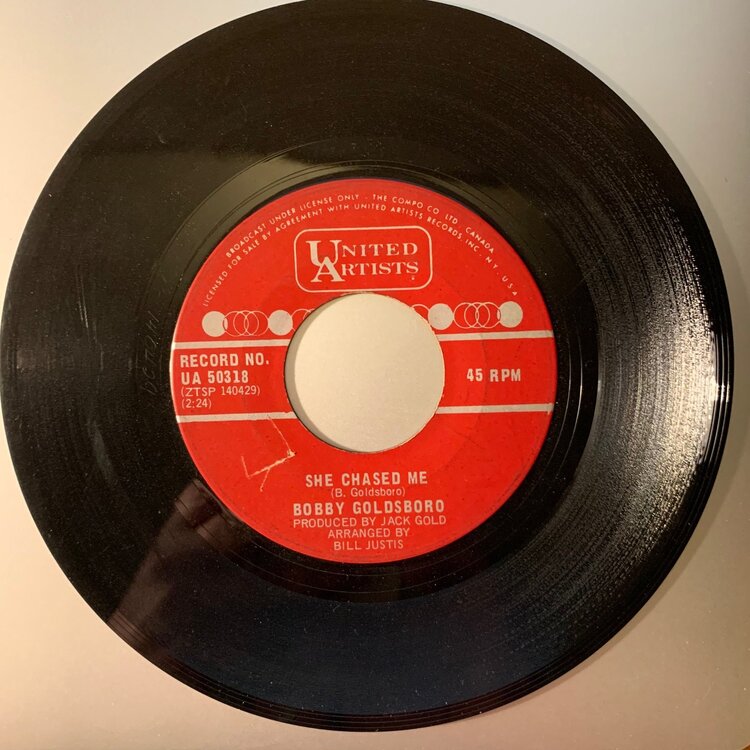 BROADCAST UNDER LICENSE ONLY - THE COMPO CO. LTD. CANADA
LICENSED FOR SALE BY AGREEMENT WITH UNITED ARTISTS RECORDS INC. N.Y. U.S.A
UNITED
ARTISTS
RECORD NO.
UA 50318
(ZTSP 140429)
(2:24)
45 RPM
SHE CHASED ME
(B. Goldsboro)
BOBBY GOLDSBORO
PRODUCED BY JACK GOLD
ARRANGED BY
BILL JUSTIS